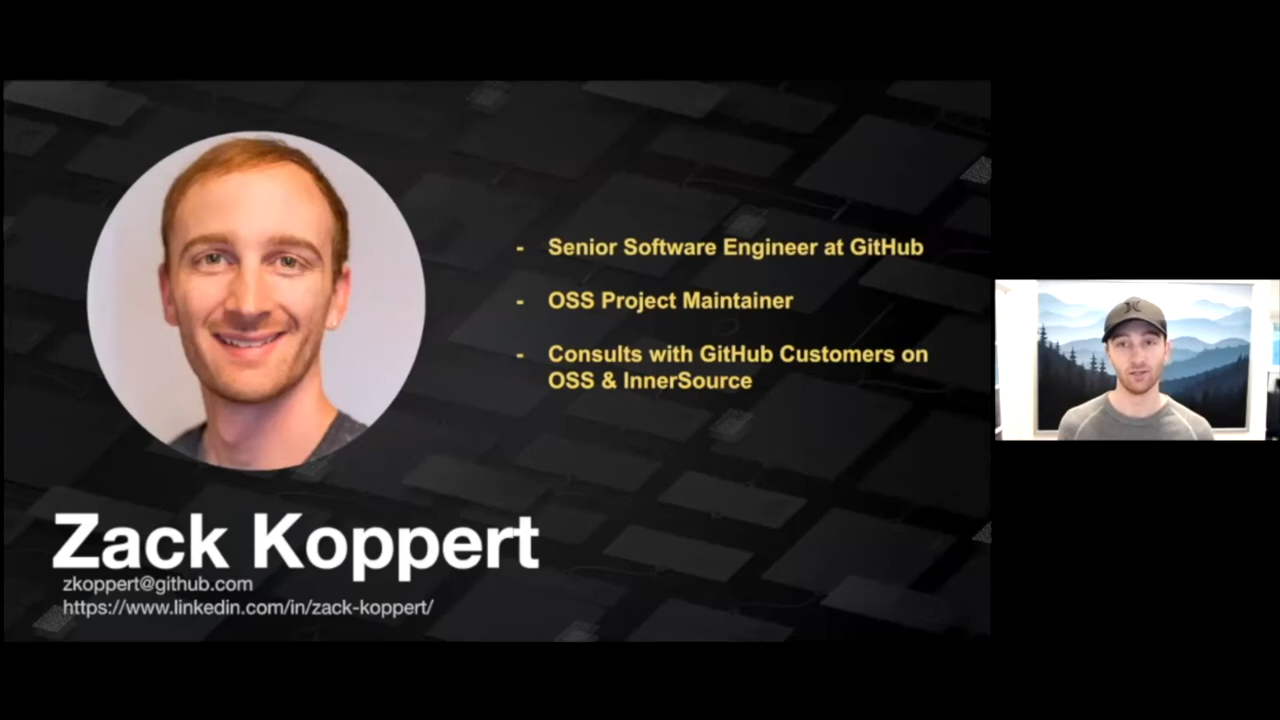 - Senior Software Engineer at GitHub
- OSS Project Maintainer
- Consults with GitHub Customers on
OSS & InnerSource
Zack Koppert
zkoppert@github.com
https://www.linkedin.com/in/zack-koppert/